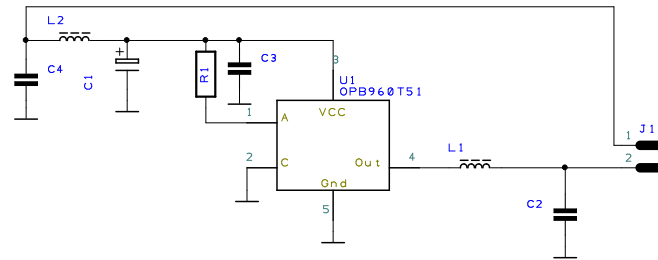 L2
C4
C1
+
R1
C3
3
U1
OPB960T51
1
A
VCC
2
C
Out
4
Gnd
5
L1
C2
J1
1
2